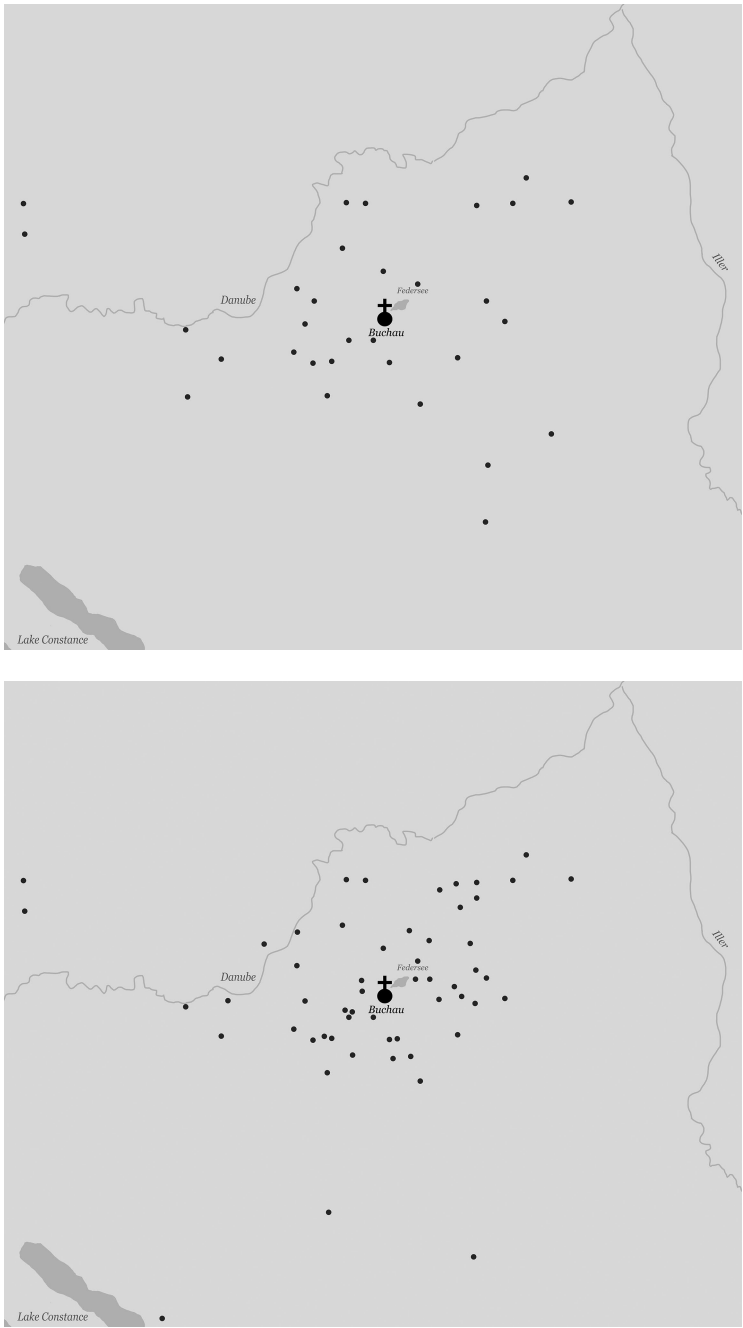 Iller
Federsee
Danube
Buchau
Lake Constance
Iller
Federsee
Danube
Buchau
Lake Constance